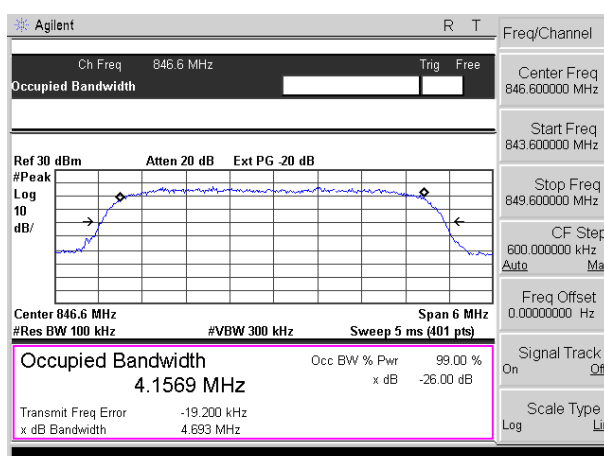 Agilent R T
Freq/Channel
Ch Freq 846.6 MHz Trig Free
Occupied Bandwidth
Center Freq
846.600000 MHz
Start Freq
843.600000 MHz
Stop Freq
849.600000 MHz
CF Step
600.000000 kHz
Auto Ma
Freq Offset
0.00000000 Hz
Signal Track
On Off
Scale Type
Log Li
Ref 30 dBm Atten 20 dB Ext PG -20 dB
#Peak
Log
10
dB/
Center 846.6 MHz Span 6 MHz
#Res BW 100 kHz #VBW 300 kHz Sweep 5 ms (401 pts)
Occupied Bandwidth Occ BW % Pwr 99.00 %
4.1569 MHz x dB -26.00 dB
Transmit Freq Error -19.200 kHz
x dB Bandwidth 4.693 MHz